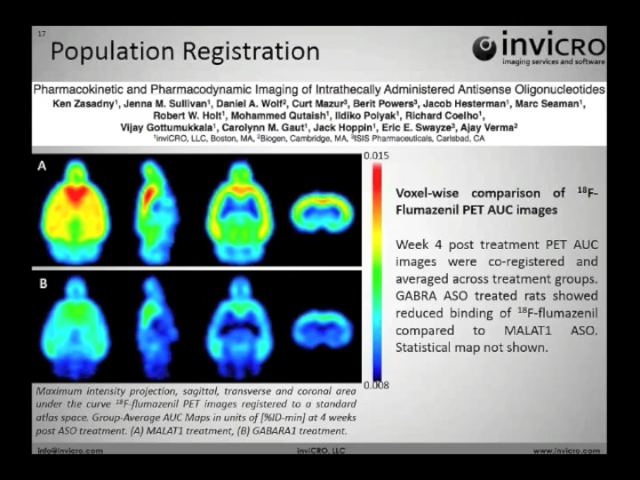 17
Population Registration
invicro
imaging services and software
Pharmacokinetic and Pharmacodynamic Imaging of Intrathecally Administered Antisense Oligonucleotides
Ken Zasadny¹, Jenna M. Sullivan¹, Daniel A. Wolf², Curt Mazur³, Berit Powers³, Jacob Hesterman¹, Marc Seaman¹,
Robert W. Holt¹, Mohammed Qutaish¹, Ildiko Polyak¹, Richard Coelho¹,
Vijay Gottumukkala¹, Carolynn M. Gaut¹, Jack Hoppin¹, Eric E. Swayze³, Ajay Verma²
¹inviCRO, LLC, Boston, MA, ²Biogen, Cambridge, MA, ³ISIS Pharmaceuticals, Carlsbad, CA
A
0.015
B
0.008
Voxel-wise comparison of ¹⁸F-
Flumazenil PET AUC images
Week 4 post treatment PET AUC
images were co-registered and
averaged across treatment groups.
GABRA ASO treated rats showed
reduced binding of ¹⁸F-flumazenil
compared to MALAT1 ASO.
Statistical map not shown.
Maximum intensity projection, sagittal, transverse and coronal area
under the curve ¹⁸F-flumazenil PET images registered to a standard
atlas space. Group-Average AUC Maps in units of [%ID-min] at 4 weeks
post ASO treatment. (A) MALAT1 treatment, (B) GABARA1 treatment.
info@invicro.com
inviCRO, LLC
www.invicro.com